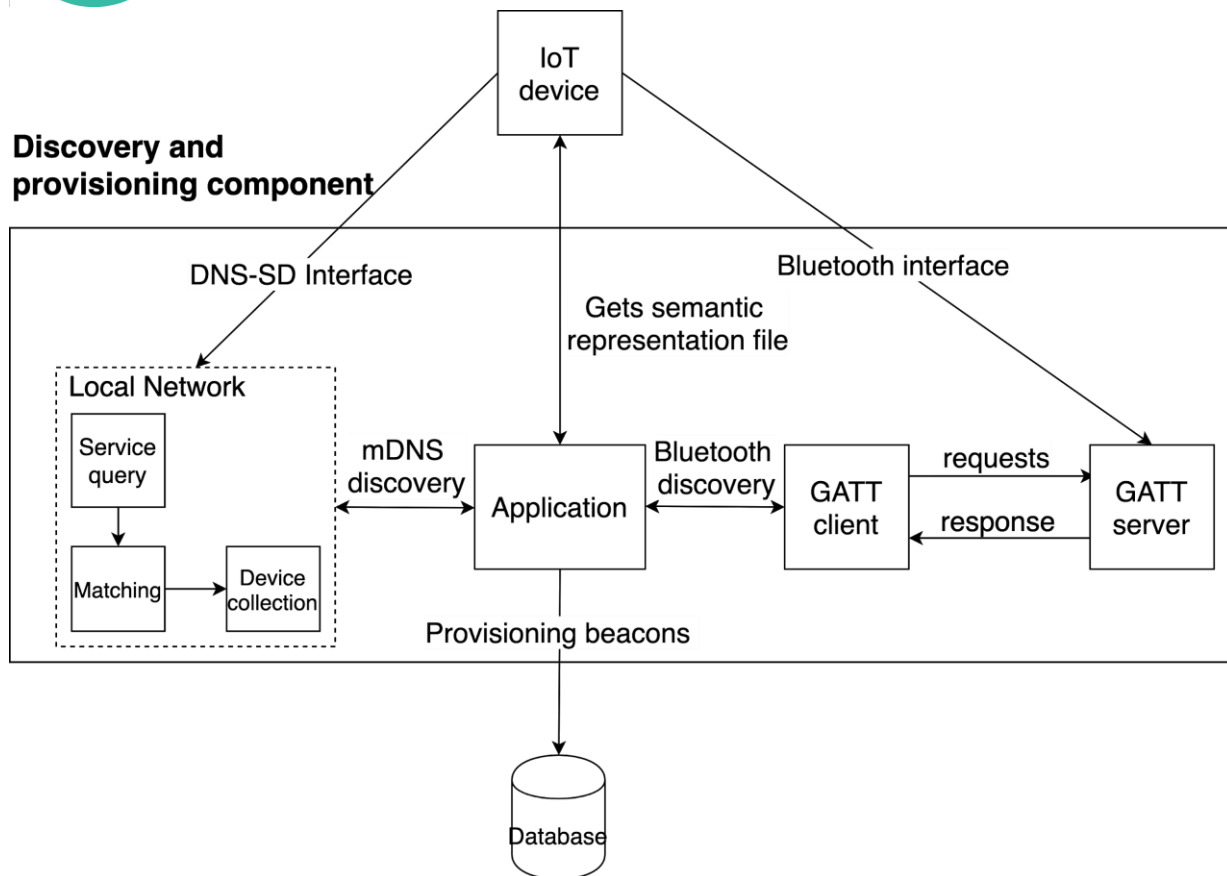 IoT
device
Discovery and
provisioning component
DNS-SD Interface
Bluetooth interface
Gets semantic
representation file
Local Network
Service
query
Matching
Device
collection
mDNS
discovery
Application
Bluetooth
discovery
GATT
client
requests
response
GATT
server
Provisioning beacons
Database